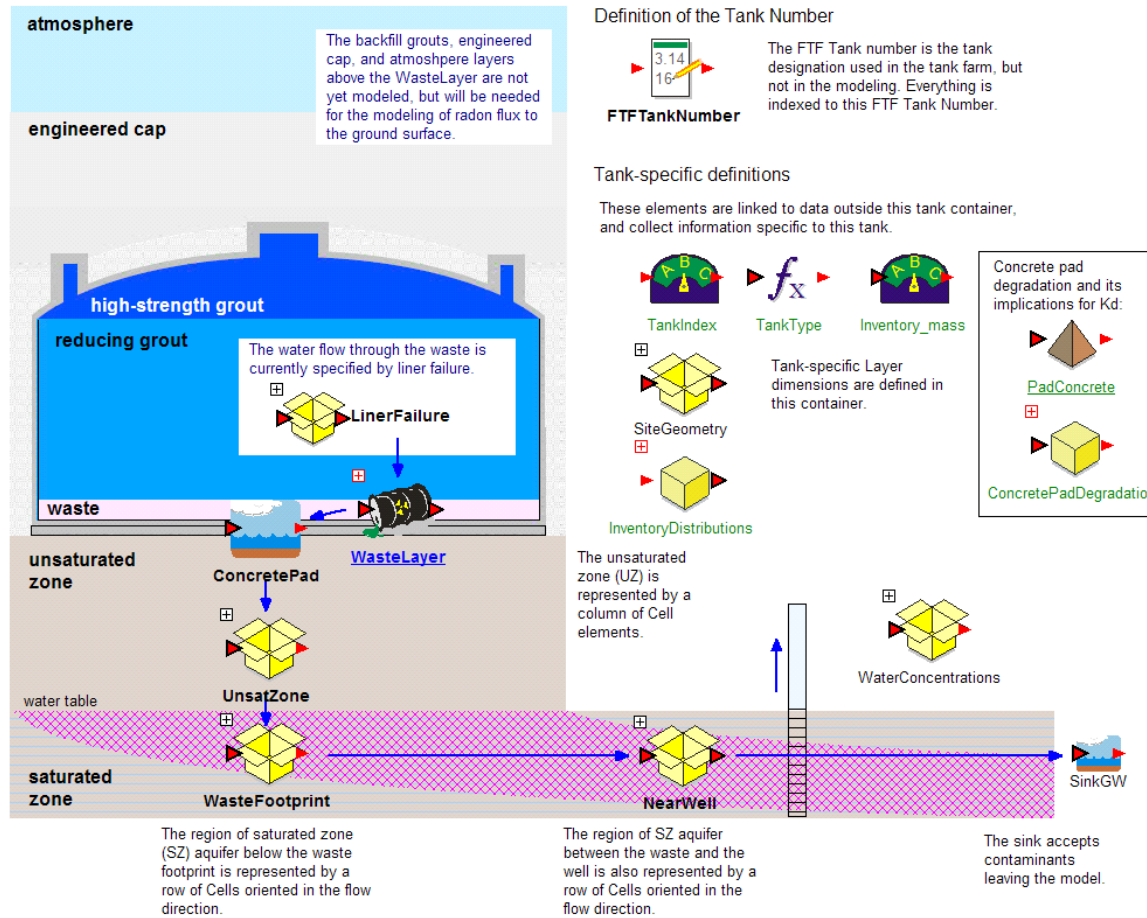 atmosphere
The backfill grouts, engineered
cap, and atmoshpere layers
above the WasteLayer are not
yet modeled, but will be needed
for the modeling of radon flux to
the ground surface.
engineered cap
high-strength grout
reducing grout
The water flow through the waste is
currently specified by liner failure.
LinerFailure
waste
WasteLayer
ConcretePad
unsaturated
zone
UnsatZone
water table
saturated
zone
WasteFootprint
NearWell
SinkGW
The region of saturated zone
(SZ) aquifer below the waste
footprint is represented by a
row of Cells oriented in the flow
direction.
The region of SZ aquifer
between the waste and the
well is also represented by a
row of Cells oriented in the
flow direction.
The sink accepts
contaminants
leaving the model.
Definition of the Tank Number
3.14
16
FTFTankNumber
The FTF Tank number is the tank
designation used in the tank farm, but
not in the modeling. Everything is
indexed to this FTF Tank Number.
Tank-specific definitions
These elements are linked to data outside this tank container,
and collect information specific to this tank.
A B C
TankIndex
fx
TankType
A B C
Inventory_mass
SiteGeometry
Tank-specific Layer
dimensions are defined in
this container.
InventoryDistributions
Concrete pad
degradation and its
implications for Kd:
PadConcrete
ConcretePadDegradatio
The unsaturated
zone (UZ) is
represented by a
column of Cell
elements.
WaterConcentrations